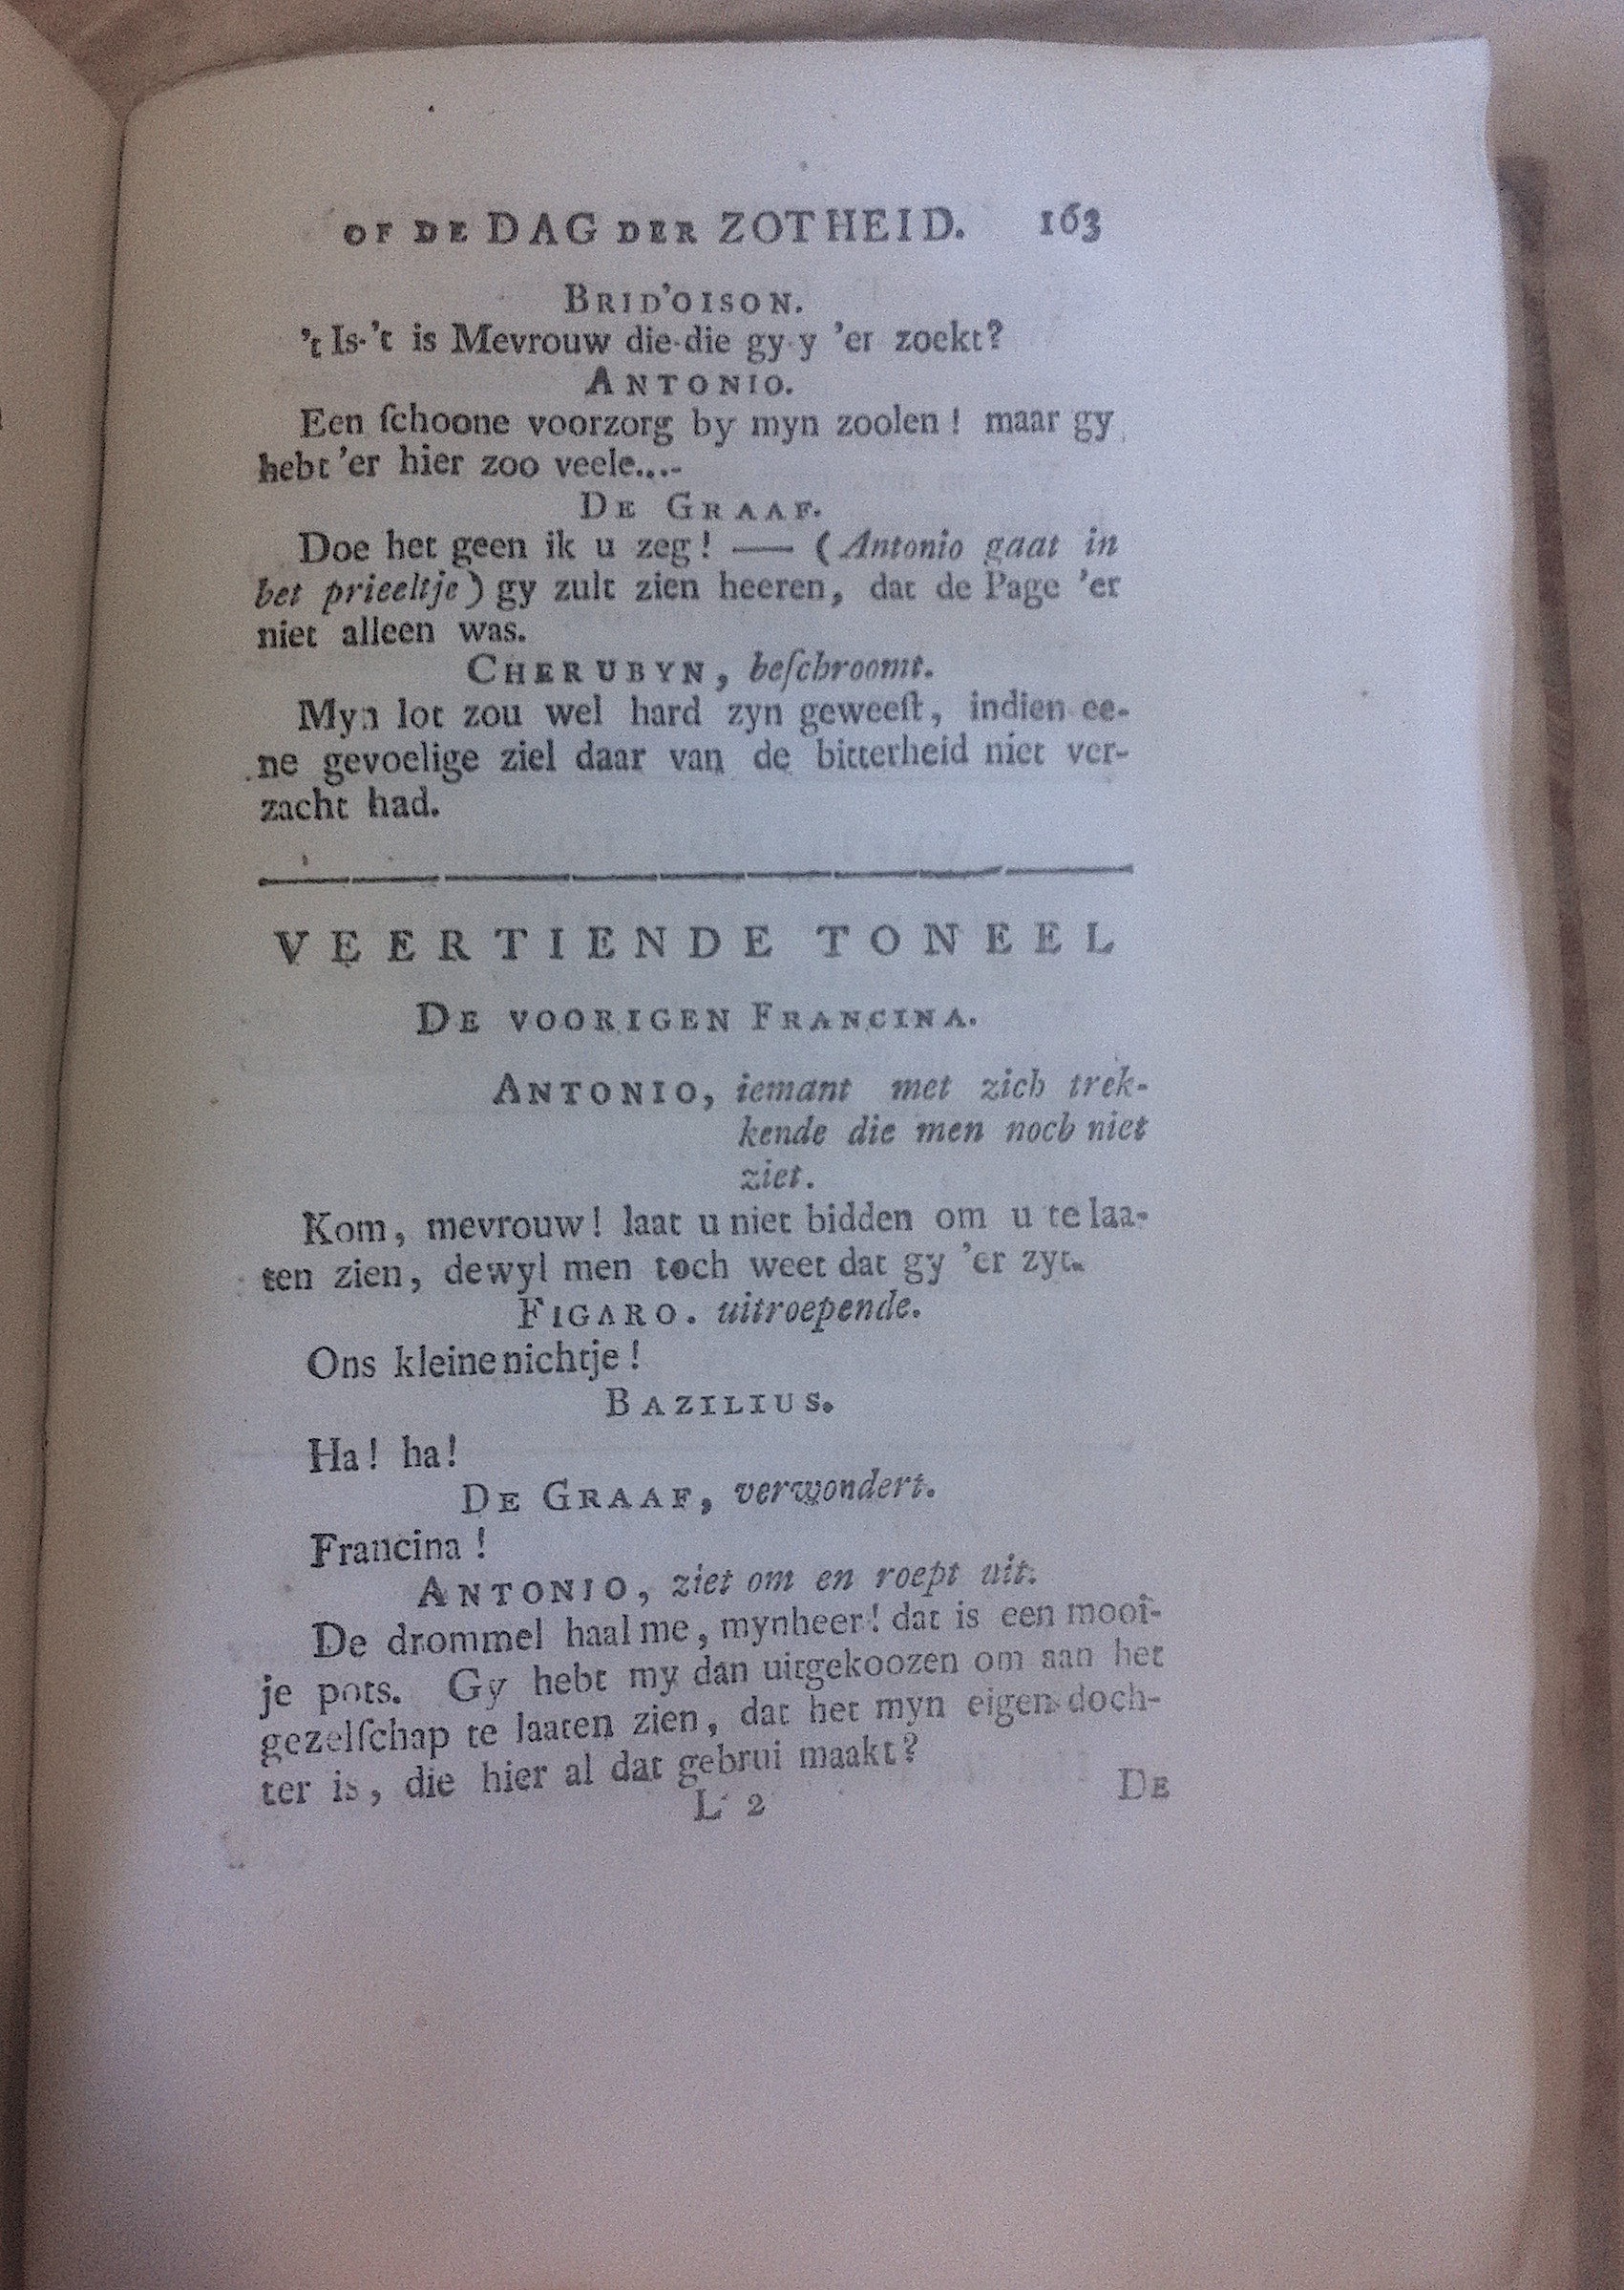 OF DE DAG DER ZOTHEID. 163
BRID'OISON.
't Is-'t is Mevrouw die-die gy-y 'er zoekt?
ANTONIO.
Een ſchoone voorzorg by myn zoolen! maar gy
hebt 'er hier zoo veele....-
DE GRAAF.
Doe het geen ik u zeg! — (Antonio gaat in
het prieeltje) gy zult zien heeren, dat de Page 'er
niet alleen was.
CHERUBYN, beſchroomt.
Myn lot zou wel hard zyn geweeſt, indien ee-
ne gevoelige ziel daar van de bitterheid niet ver-
zacht had.
VEERTIENDE TONEEL
DE VOORIGEN FRANCINA.
ANTONIO, iemant met zich trek-
kende die men noch niet
ziet.
Kom, mevrouw! laat u niet bidden om u te laa-
ten zien, dewyl men toch weet dat gy 'er zyt.
FIGARO. uitroepende.
Ons kleine nichtje!
BAZILIUS.
Ha! ha!
DE GRAAF, verwondert.
Francina!
ANTONIO, ziet om en roept uit.
De drommel haal me, mynheer! dat is een mooi-
je pots. Gy hebt my dan uitgekoozen om aan het
gezelſchap te laaten zien, dat het myn eigen doch-
ter is, die hier al dat gebrui maakt?
L 2 DE